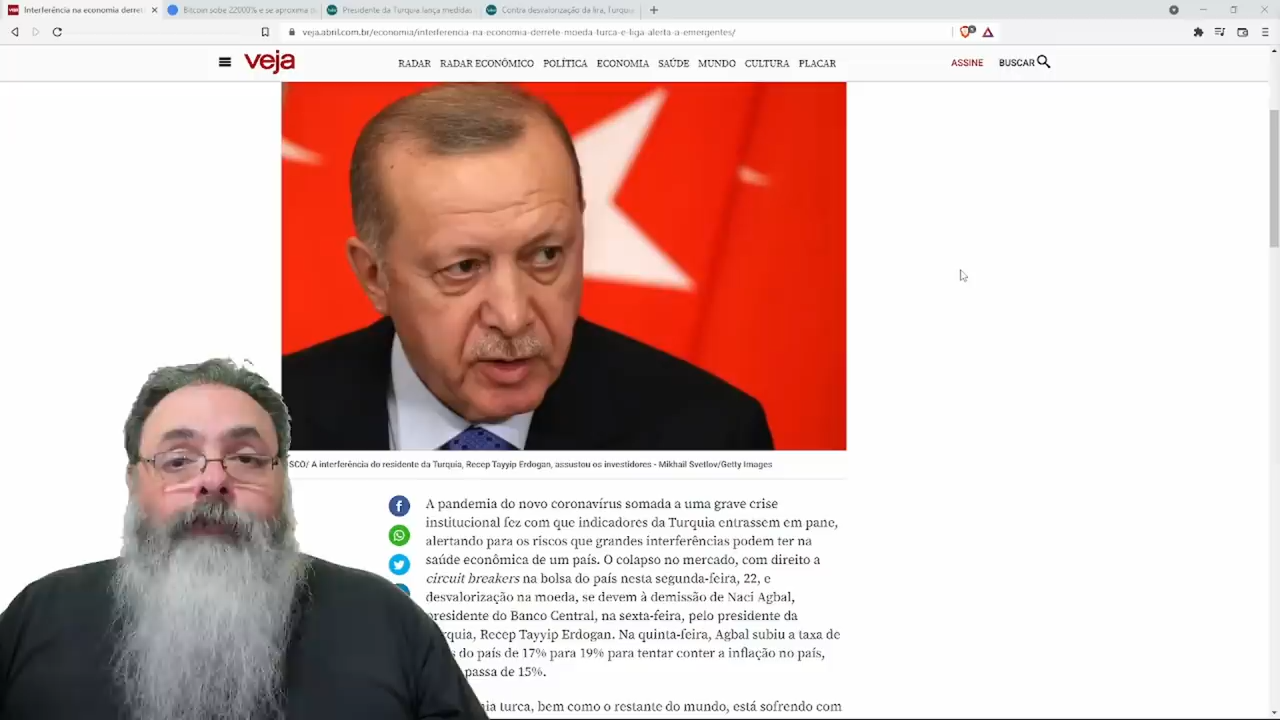 Interferência na economia derret
Bitcoin sobe 22000% e se aproxima
Presidente da Turquia lança medidas
Contra desvalorização da lira, Turqu
veja.abril.com.br/economia/interferencia-na-economia-derrete-moeda-turca-e-liga-alerta-a-emergentes/
veja
RADAR RADAR ECONÔMICO POLÍTICA ECONOMIA SAÚDE MUNDO CULTURA PLACAR
ASSINE BUSCAR
SCO/ A interferência do residente da Turquia, Recep Tayyip Erdogan, assustou os investidores - Mikhail Svetlov/Getty Images
A pandemia do novo coronavírus somada a uma grave crise
institucional fez com que indicadores da Turquia entrassem em pane,
alertando para os riscos que grandes interferências podem ter na
saúde econômica de um país. O colapso no mercado, com direito a
circuit breakers na bolsa do país nesta segunda-feira, 22, e
desvalorização na moeda, se devem à demissão de Naci Agbal,
presidente do Banco Central, na sexta-feira, pelo presidente da
rquia, Recep Tayyip Erdogan. Na quinta-feira, Agbal subiu a taxa de
s do país de 17% para 19% para tentar conter a inflação no país,
passa de 15%.
ia turca, bem como o restante do mundo, está sofrendo com